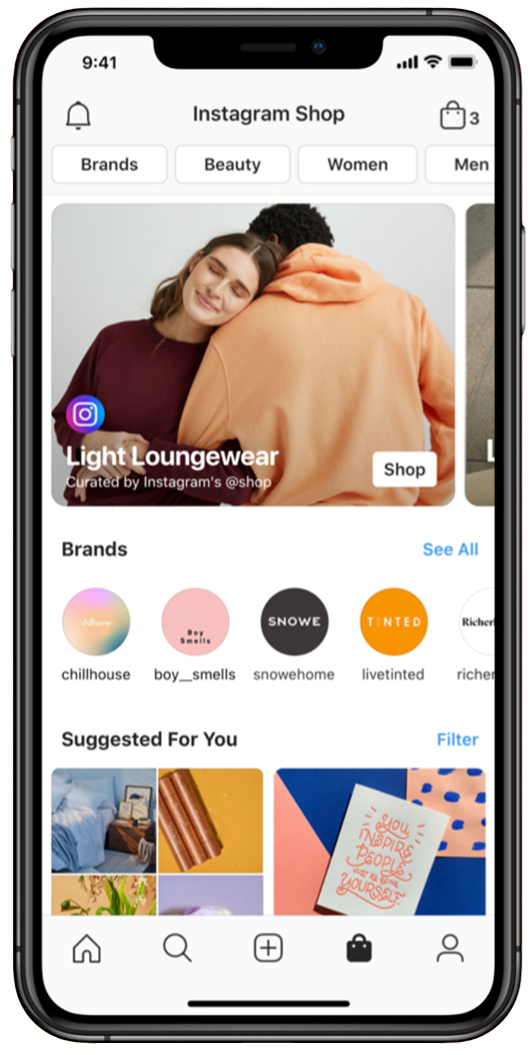 9:41
Instagram Shop
3
Brands
Beauty
Women
Men
Light Loungewear
Curated by Instagram's @shop
Shop
L
Brands
See All
chillhouse
Boy
Smells
SNOWE
TINTED
Richer
chillhouse
boy__smells
snowehome
livetinted
richer
Suggested For You
Filter
YOU
INSPIRE
PEOPLE
JUST BY BEING
YOURSELF.